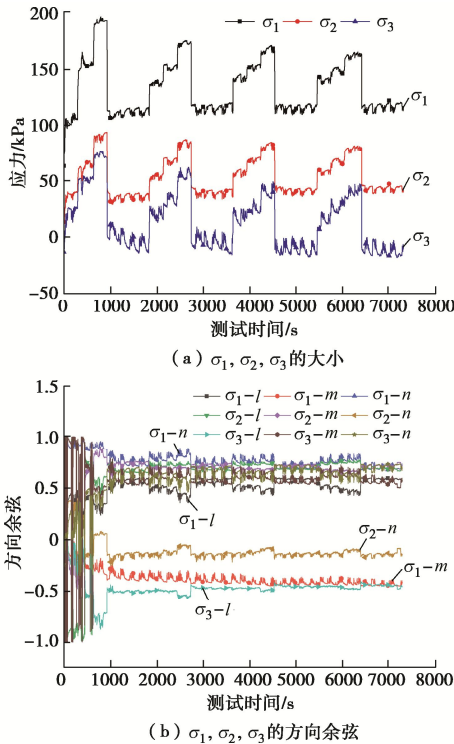 200
150
100
50
0
−50
应力/kPa
σ1 σ2 σ3
σ1
σ2
σ3
0 1000 2000 3000 4000 5000 6000 7000 8000
测试时间/s
(a) σ1, σ2, σ3的大小
1.5
1.0
0.5
0
−0.5
−1.0
方向余弦
σ1−l σ1−m σ1−n
σ2−l σ2−m σ2−n
σ3−l σ3−m σ3−n
σ1−n
σ1−l
σ2−n
σ1−m
σ3−l
0 1000 2000 3000 4000 5000 6000 7000 8000
测试时间/s
(b) σ1, σ2, σ3的方向余弦